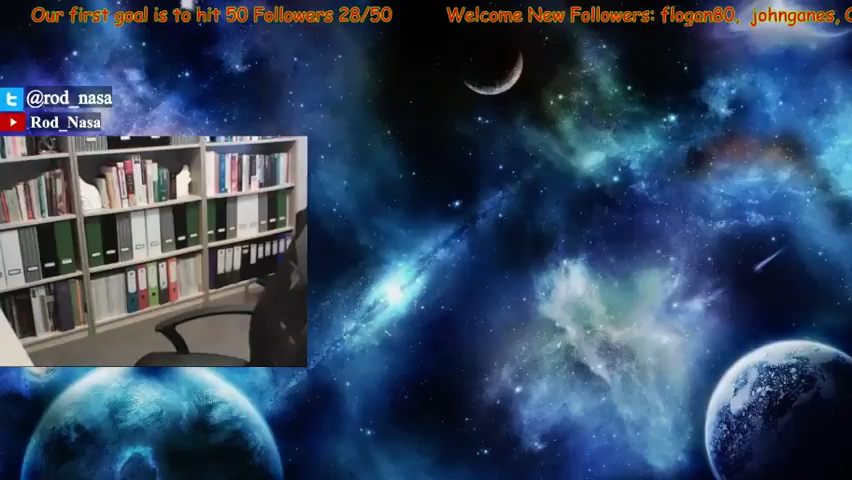 Our first goal is to hit 50 Followers 28/50
Welcome New Followers: flogan80, johnganes,
@rod_nasa
Rod_Nasa